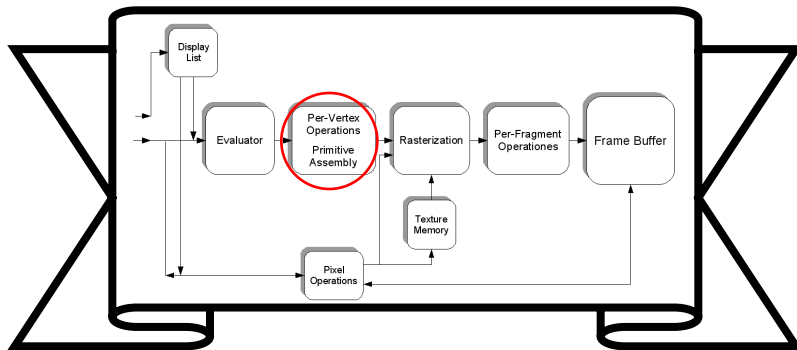 Display
List
Evaluator
Per-Vertex
Operations
Primitive
Assembly
Rasterization
Per-Fragment
Operationes
Frame Buffer
Texture
Memory
Pixel
Operations